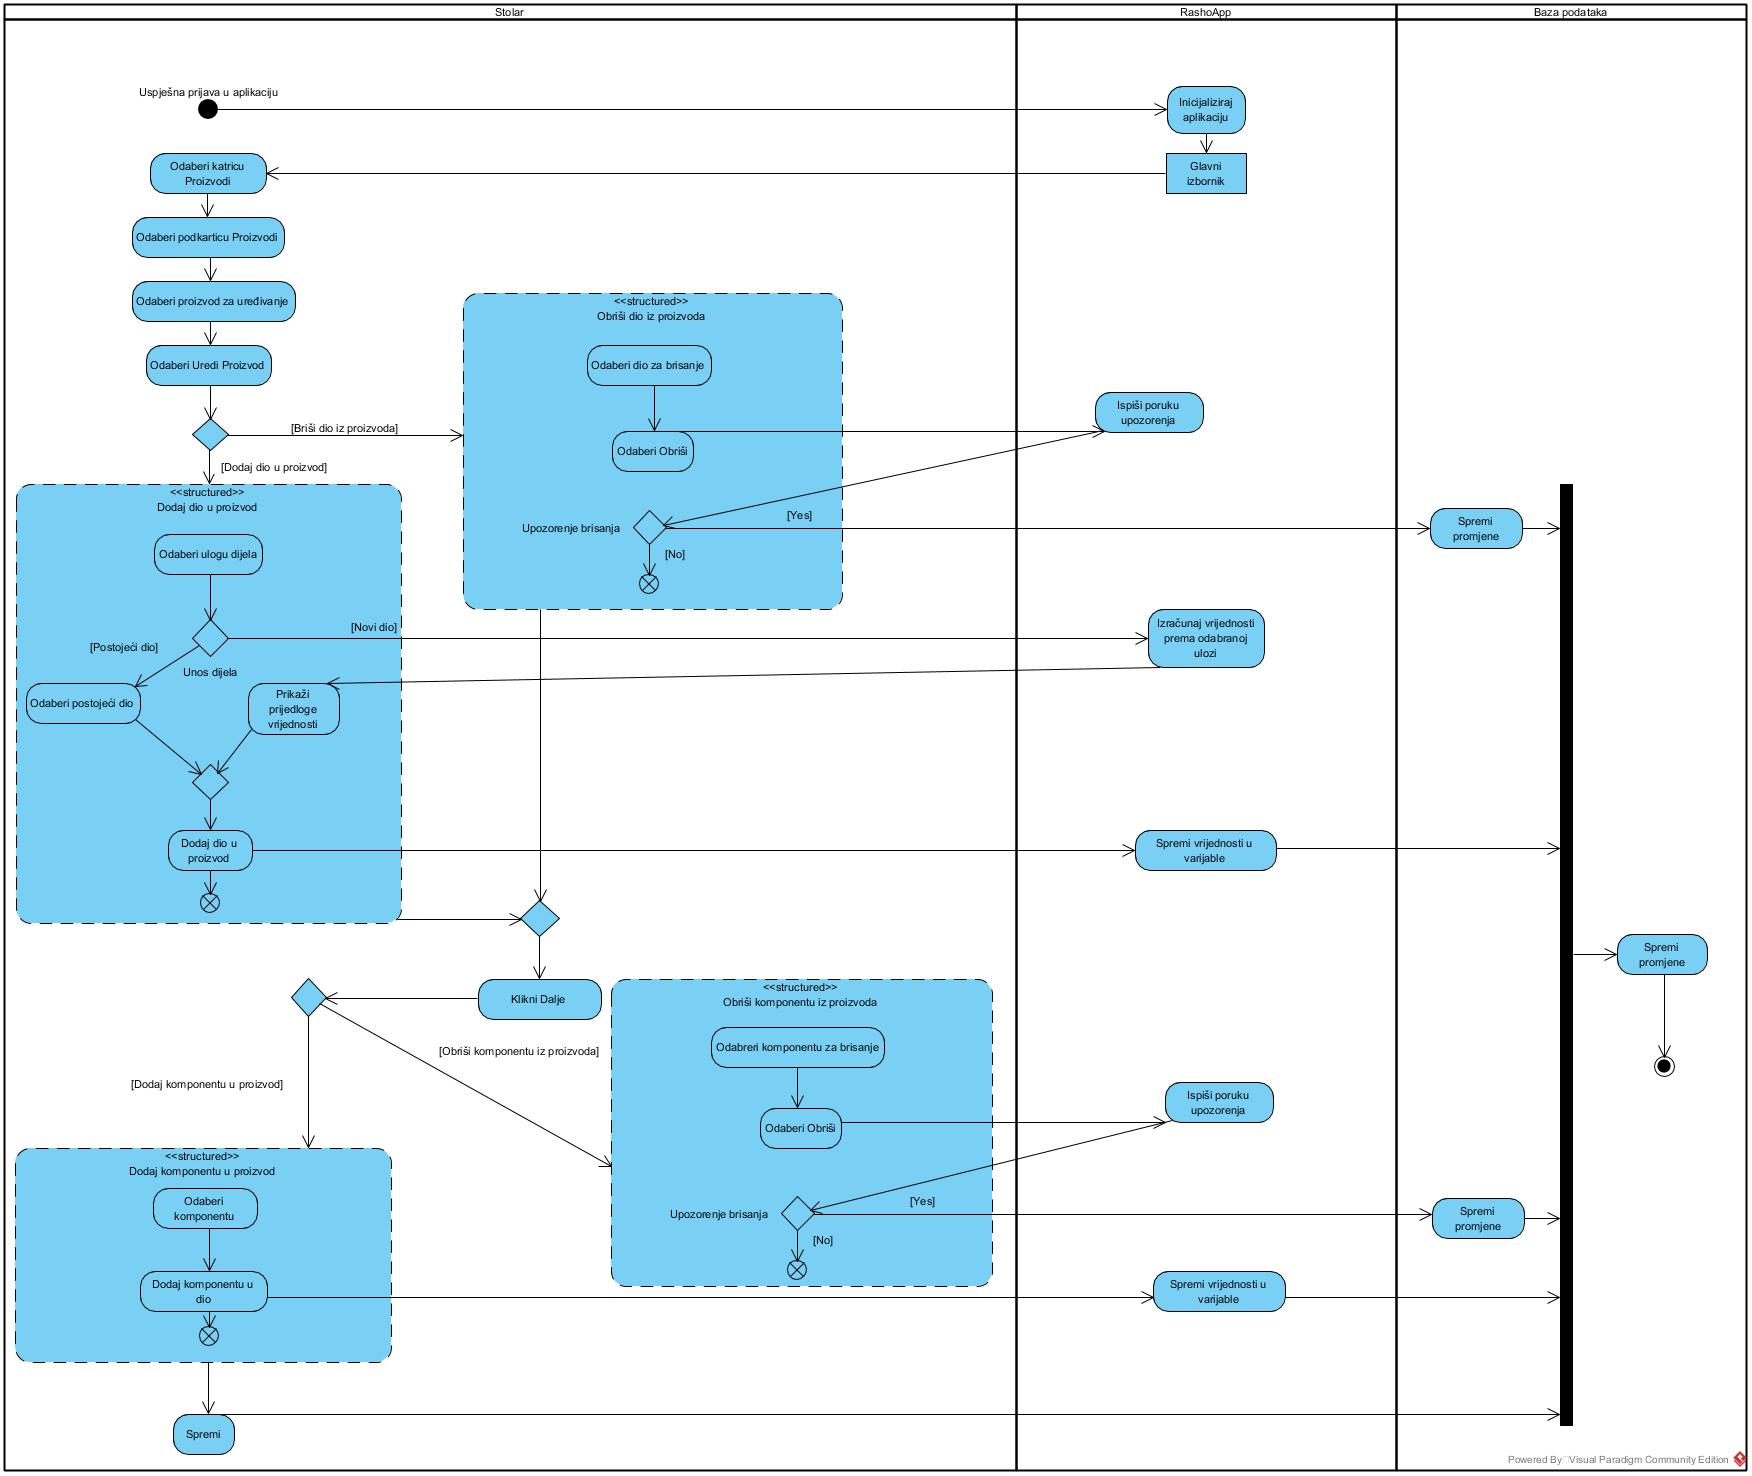 Stolar
RashoApp
Baza podataka
Uspješna prijava u aplikaciju
Inicijaliziraj
aplikaciju
Odaberi katricu
Proizvodi
Glavni
izbornik
Odaberi podkarticu Proizvodi
Odaberi proizvod za uređivanje
Odaberi Uredi Proizvod
[Briši dio iz proizvoda]
[Dodaj dio u proizvod]
<<structured>>
Obriši dio iz proizvoda
Odaberi dio za brisanje
Odaberi Obriši
Ispiši poruku
upozorenja
Upozorenje brisanja
[Yes]
[No]
Spremi
promjene
<<structured>>
Dodaj dio u proizvod
Odaberi ulogu dijela
[Novi dio]
[Postojeći dio]
Unos dijela
Izračunaj vrijednosti
prema odabranoj
ulozi
Odaberi postojeći dio
Prikaži
prijedloge
vrijednosti
Dodaj dio u
proizvod
Spremi vrijednosti u
varijable
Spremi
promjene
Klikni Dalje
[Obriši komponentu iz proizvoda]
[Dodaj komponentu u proizvod]
<<structured>>
Obriši komponentu iz proizvoda
Odabreri komponentu za brisanje
Odaberi Obriši
Ispiši poruku
upozorenja
Upozorenje brisanja
[Yes]
[No]
Spremi
promjene
<<structured>>
Dodaj komponentu u proizvod
Odaberi
komponentu
Dodaj komponentu u
dio
Spremi vrijednosti u
varijable
Spremi
Powered By Visual Paradigm Community Edition